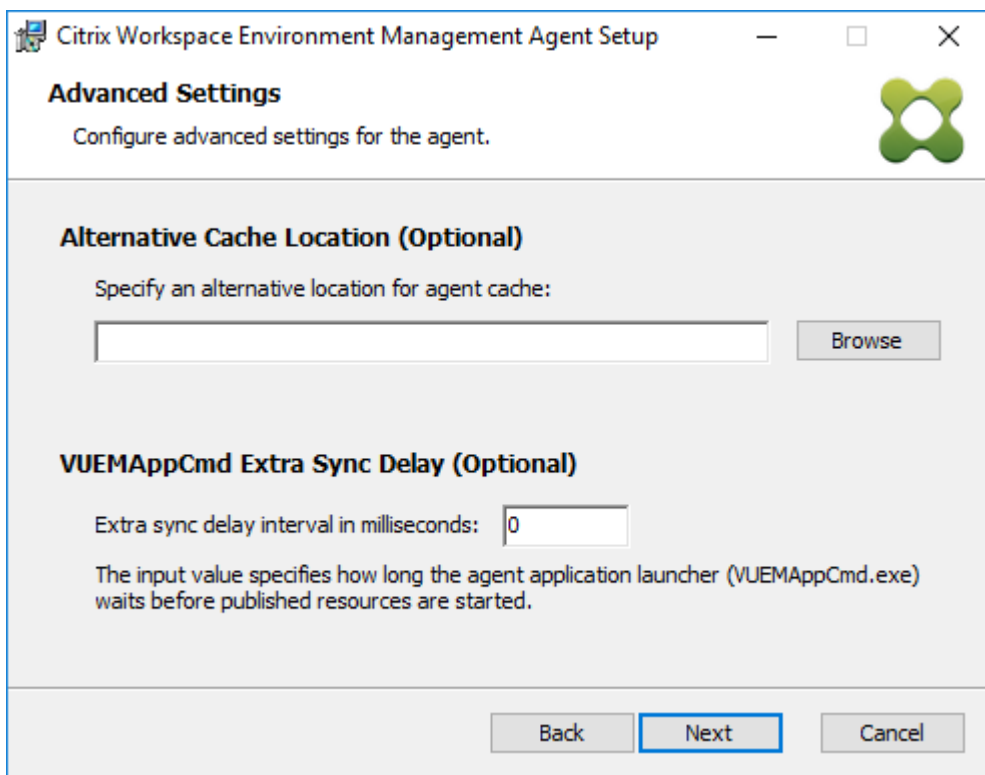 Citrix Workspace Environment Management Agent Setup
Advanced Settings
Configure advanced settings for the agent.
Alternative Cache Location (Optional)
Specify an alternative location for agent cache:
Browse
VUEMAppCmd Extra Sync Delay (Optional)
Extra sync delay interval in milliseconds: 0
The input value specifies how long the agent application launcher (VUEMAppCmd.exe)
waits before published resources are started.
Back Next Cancel